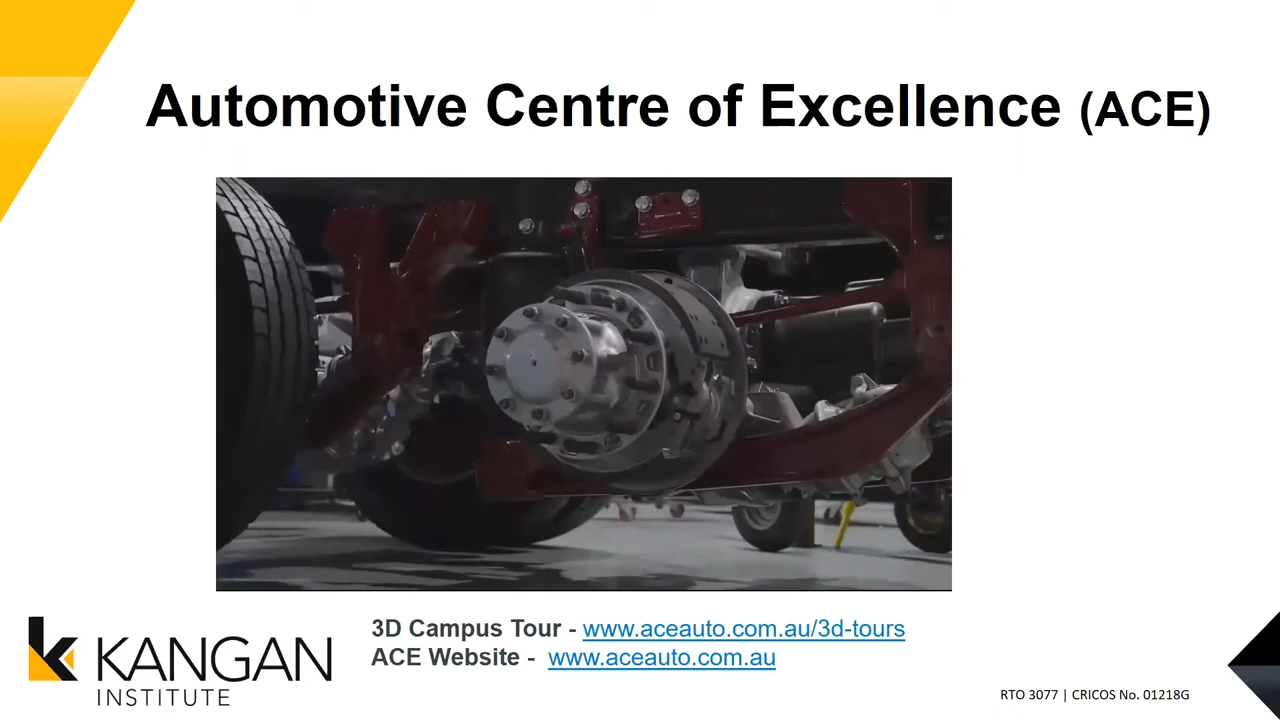 Automotive Centre of Excellence (ACE)
3D Campus Tour - www.aceauto.com.au/3d-tours
ACE Website - www.aceauto.com.au
KANGAN
INSTITUTE
RTO 3077 | CRICOS No. 01218G